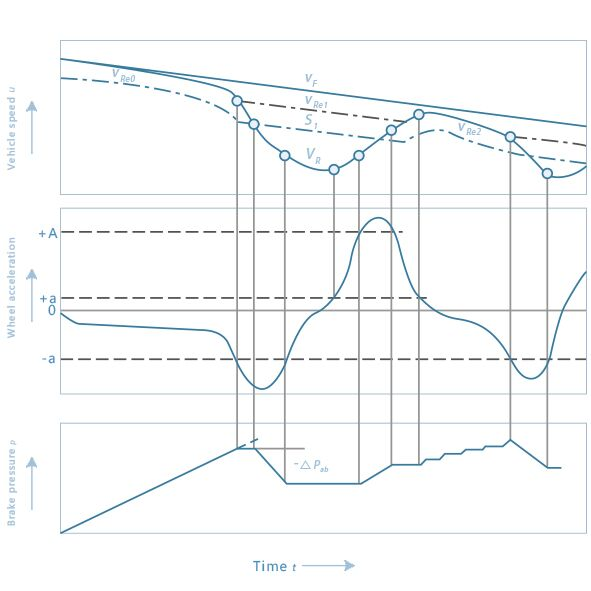 Vehicle speed u
v_Re0
v_F
v_Re1
S_1
v_Re2
V_R
Wheel acceleration
+A
+a
0
-a
Brake pressure p
-△P_ab
Time t